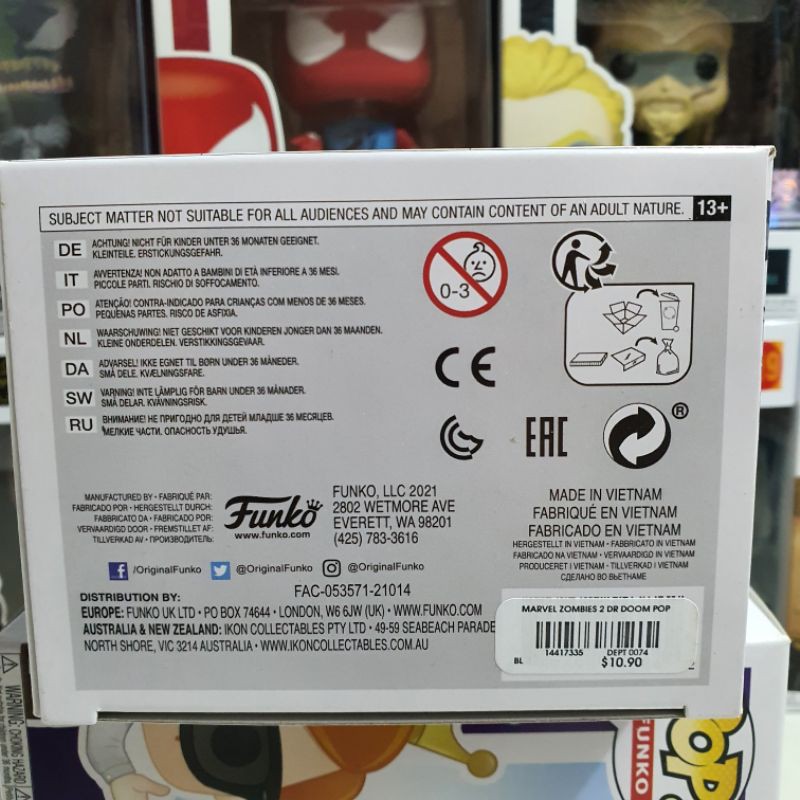 SUBJECT MATTER NOT SUITABLE FOR ALL AUDIENCES AND MAY CONTAIN CONTENT OF AN ADULT NATURE. 13+
DE ACHTUNG! NICHT FÜR KINDER UNTER 36 MONATEN GEEIGNET.
KLEINTEILE. ERSTICKUNGSGEFAHR.
IT AVVERTENZA! NON ADATTO A BAMBINI DI ETÀ INFERIORE A 36 MESI.
PICCOLE PARTI. RISCHIO DI SOFFOCAMENTO.
PO ATENÇÃO! CONTRA-INDICADO PARA CRIANÇAS COM MENOS DE 36 MESES.
PEQUENAS PARTES. RISCO DE ASFIXIA.
NL WAARSCHUWING! NIET GESCHIKT VOOR KINDEREN JONGER DAN 36 MAANDEN.
KLEINE ONDERDELEN. VERSTIKKINGSGEVAAR.
DA ADVARSEL! IKKE EGNET TIL BØRN UNDER 36 MÅNEDER.
SMÅ DELE. KVÆLNINGSFARE.
SW VARNING! INTE LÄMPLIG FÖR BARN UNDER 36 MÅNADER.
SMÅ DELAR. KVÄVNINGSRISK.
RU ВНИМАНИЕ! НЕ ПРИГОДНО ДЛЯ ДЕТЕЙ МЛАДШЕ 36 МЕСЯЦЕВ.
МЕЛКИЕ ЧАСТИ. ОПАСНОСТЬ УДУШЬЯ.
0-3
CE
EAC
®
MANUFACTURED BY • FABRIQUÉ PAR:
FABRICADO POR • HERGESTELLT DURCH:
FABBRICATO DA • FABRICADO POR:
VERVAARDIGD DOOR • FREMSTILLET AF:
TILLVERKAD AV • ПРОИЗВОДИТЕЛЬ:
Funko
www.funko.com
FUNKO, LLC 2021
2802 WETMORE AVE
EVERETT, WA 98201
(425) 783-3616
MADE IN VIETNAM
FABRIQUÉ EN VIETNAM
FABRICADO EN VIETNAM
HERGESTELLT IN VIETNAM • FABBRICATO IN VIETNAM
FABRICADO NA VIETNAM • VERVAARDIGD IN VIETNAM
PRODUCERET I VIETNAM • TILLVERKAD I VIETNAM
СДЕЛАНО ВО ВЬЕТНАМЕ
f /OriginalFunko @OriginalFunko @OriginalFunko
FAC-053571-21014
DISTRIBUTION BY:
EUROPE: FUNKO UK LTD • PO BOX 74644 • LONDON, W6 6JW (UK) • WWW.FUNKO.COM
AUSTRALIA & NEW ZEALAND: IKON COLLECTABLES PTY LTD • 49-59 SEABEACH PARADE
NORTH SHORE, VIC 3214 AUSTRALIA • WWW.IKONCOLLECTABLES.COM.AU
MARVEL ZOMBIES 2 DR DOOM POP
14417335 DEPT 0074
BL $10.90
WARNING:
POP
FUNKO